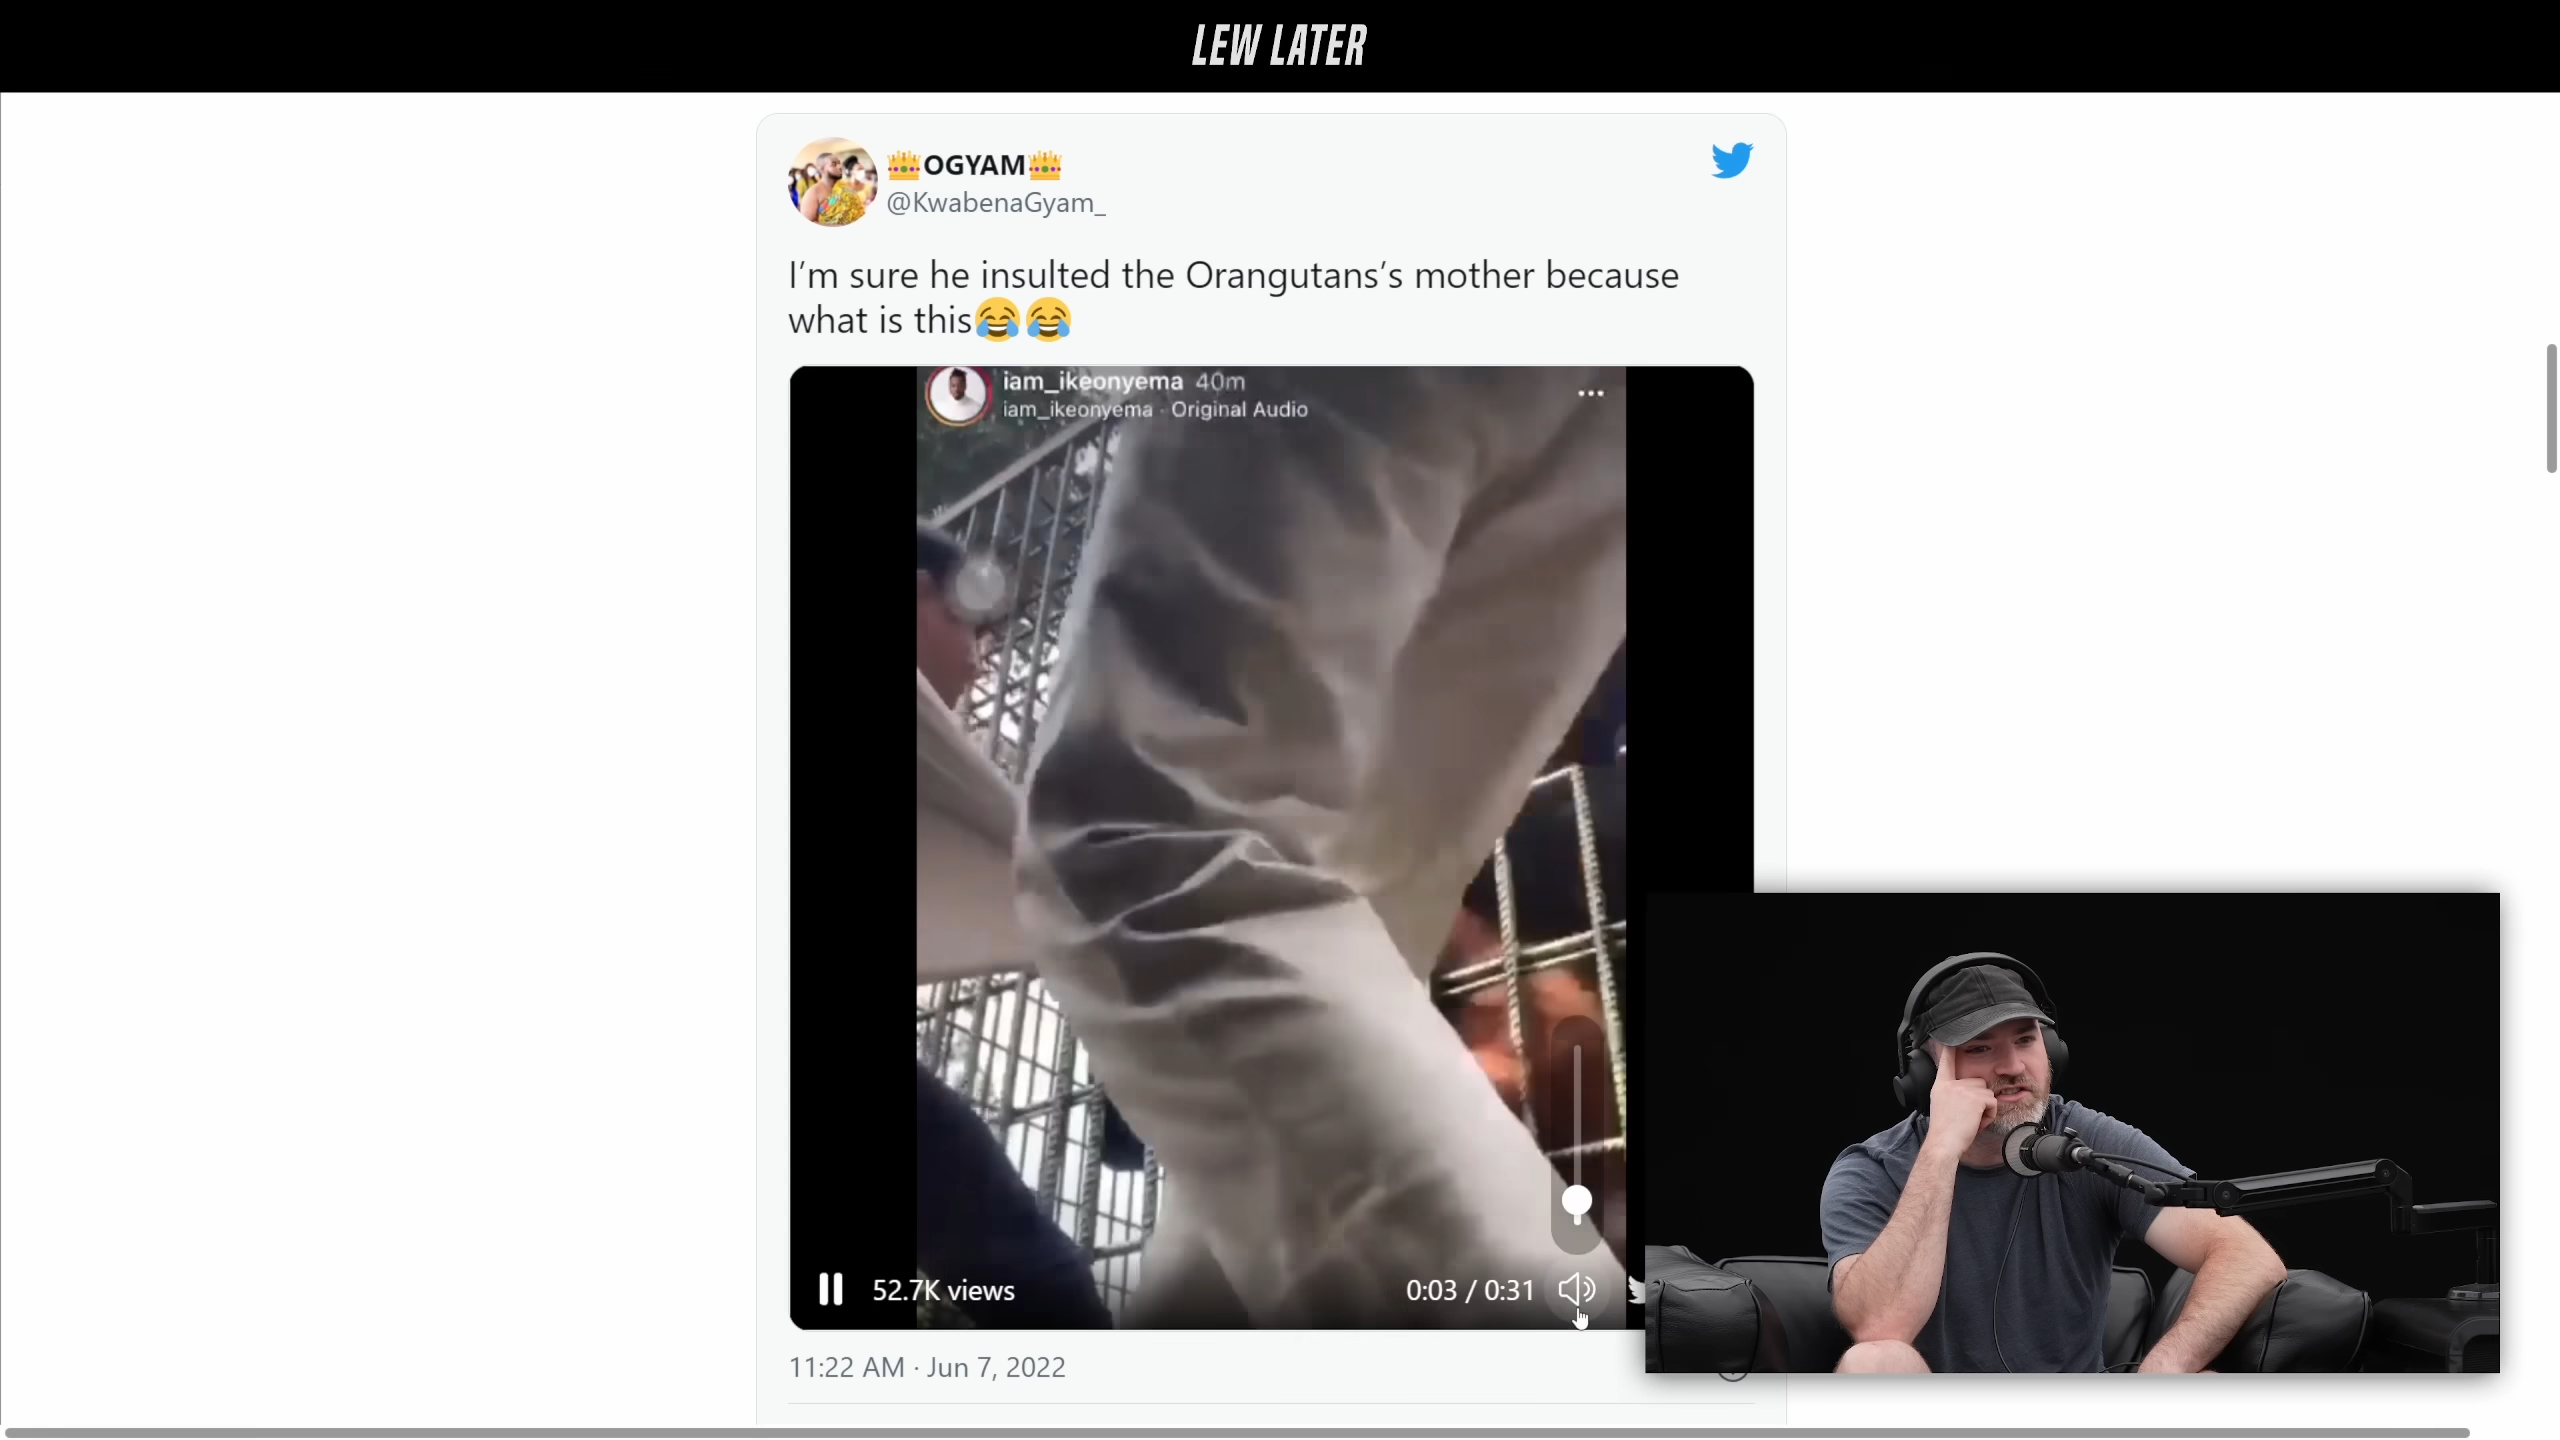 LEW LATER
👑OGYAM👑
@KwabenaGyam_
I’m sure he insulted the Orangutans’s mother because
what is this😂😂
iam_ikeonyema 40m
iam_ikeonyema · Original Audio
52.7K views
0:03 / 0:31
11:22 AM · Jun 7, 2022